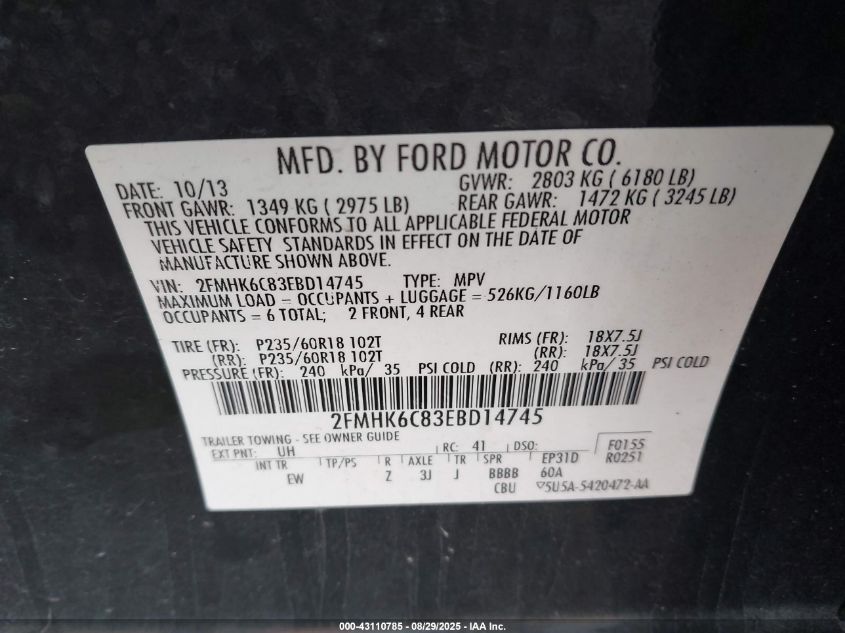 MFD. BY FORD MOTOR CO.
DATE: 10/13 GVWR: 2803 KG ( 6180 LB)
FRONT GAWR: 1349 KG ( 2975 LB) REAR GAWR: 1472 KG ( 3245 LB)
THIS VEHICLE CONFORMS TO ALL APPLICABLE FEDERAL MOTOR
VEHICLE SAFETY STANDARDS IN EFFECT ON THE DATE OF
MANUFACTURE SHOWN ABOVE.
VIN: 2FMHK6C83EBD14745 TYPE: MPV
MAXIMUM LOAD = OCCUPANTS + LUGGAGE = 526KG/1160LB
OCCUPANTS = 6 TOTAL; 2 FRONT, 4 REAR
TIRE (FR): P235/60R18 102T RIMS (FR): 18X7.5J
(RR): P235/60R18 102T (RR): 18X7.5J
PRESSURE (FR): 240 kPa/ 35 PSI COLD (RR): 240 kPa/ 35 PSI COLD
2FMHK6C83EBD14745
TRAILER TOWING - SEE OWNER GUIDE
EXT PNT: UH RC: 41 DSO: F0155
INT TR TP/PS R AXLE TR SPR EP31D R0251
EW Z 3J J BBBB 60A
CBU 5U5A-5420472-AA
000-43110785 - 08/29/2025 - IAA Inc.